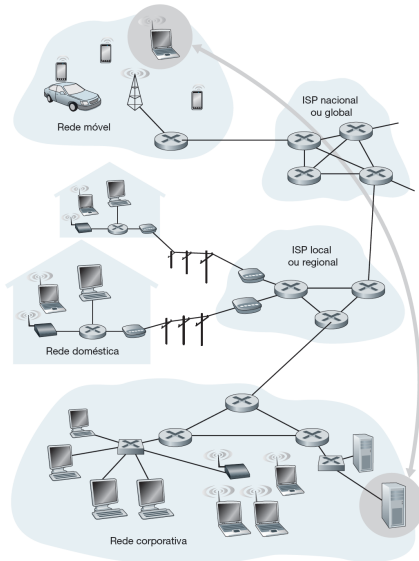 ISP nacional
ou global
Rede móvel
ISP local
ou regional
Rede doméstica
Rede corporativa